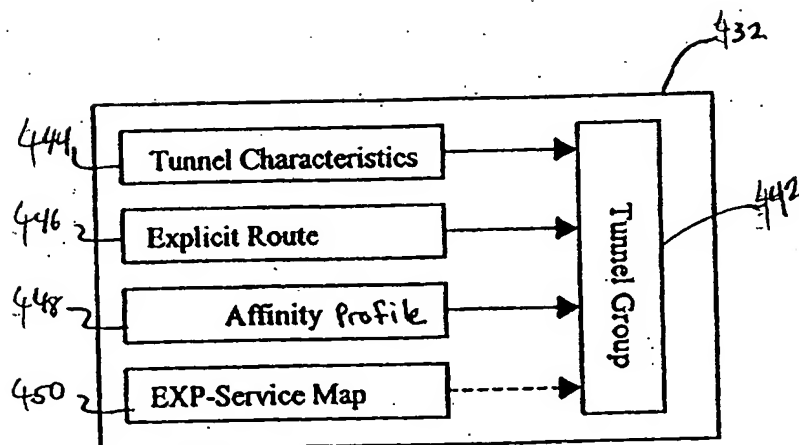 432
444
Tunnel Characteristics
446
Explicit Route
442
Tunnel Group
448
Affinity Profile
450
EXP-Service Map